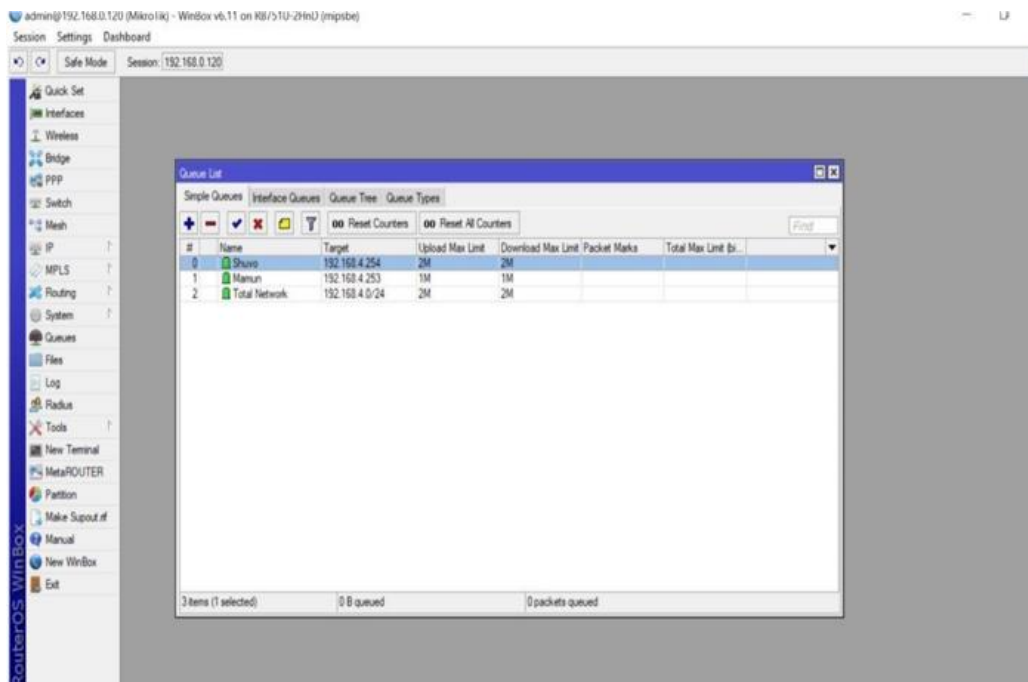 admin@192.168.0.120 (MikroTik) - WinBox v6.11 on RB751U-2HnD (mipsbe)
Session Settings Dashboard
Safe Mode Session: 192.168.0.120
Quick Set
Interfaces
Wireless
Bridge
PPP
Switch
Mesh
IP
MPLS
Routing
System
Queues
Files
Log
Radius
Tools
New Terminal
MetaROUTER
Partition
Make Supout.rif
Manual
New WinBox
Exit
RouterOS WinBox
Queue List
Simple Queues Interface Queues Queue Tree Queue Types
00 Reset Counters 00 Reset All Counters Find
# Name Target Upload Max Limit Download Max Limit Packet Marks Total Max Limit (bi...
0 Shuvo 192.168.4.254 2M 2M
1 Mamun 192.168.4.253 1M 1M
2 Total Network 192.168.4.0/24 2M 2M
3 items (1 selected) 0 B queued 0 packets queued